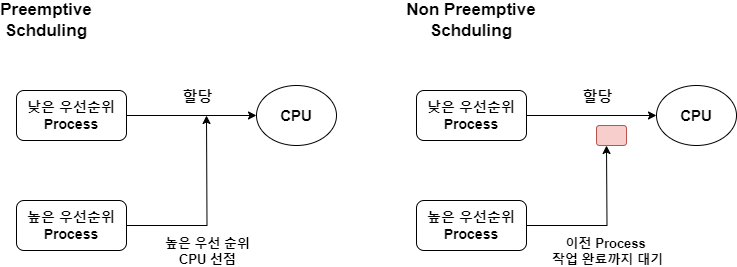 Preemptive
Schduling
할당
낮은 우선순위
Process
CPU
높은 우선순위
Process
높은 우선 순위
CPU 선점
Non Preemptive
Schduling
할당
낮은 우선순위
Process
CPU
높은 우선순위
Process
이전 Process
작업 완료까지 대기